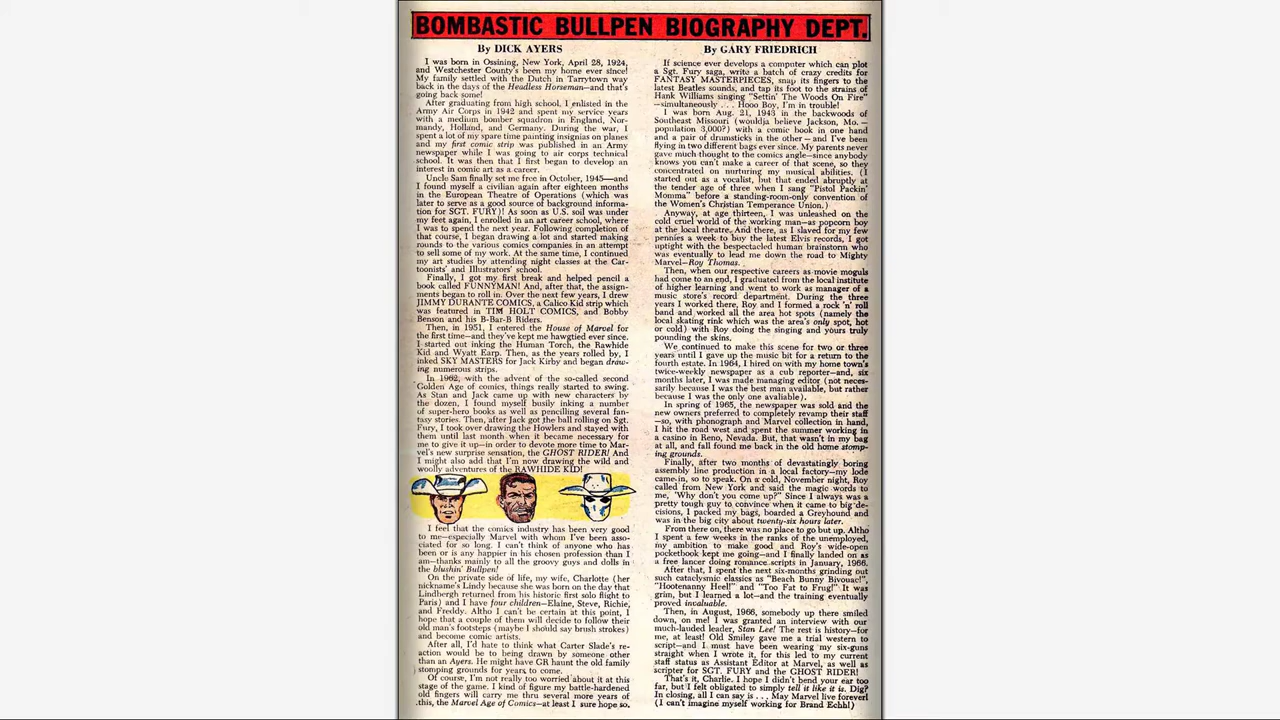 BOMBASTIC BULLPEN BIOGRAPHY DEPT.
By DICK AYERS
I was born in Ossining, New York, April 28, 1924,
and Westchester County's been my home ever since!
My family settled with the Dutch in Tarrytown way
back in the days of the Headless Horseman—and that's
going back some!
After graduating from high school, I enlisted in the
Army Air Corps in 1942 and spent my service years
with a medium bomber squadron in England, Nor-
mandy, Holland, and Germany. During the war, I
spent a lot of my spare time painting insignias on planes
and my first comic strip was published in an Army
newspaper while I was going to air corps technical
school. It was then that I first began to develop an
interest in comic art as a career.
Uncle Sam finally set me free in October, 1945—and
I found myself a civilian again after eighteen months
in the European Theatre of Operations (which was
later to serve as a good source of background informa-
tion for SGT. FURY)! As soon as U.S. soil was under
my feet again, I enrolled in an art career school, where
I was to spend the next year. Following completion of
that course, I began drawing a lot and started making
rounds to the various comics companies in an attempt
to sell some of my work. At the same time, I continued
my art studies by attending night classes at the Car-
toonists' and Illustrators' school.
Finally, I got my first break and helped pencil a
book called FUNNYMAN! And, after that, the assign-
ments began to roll in. Over the next few years, I drew
JIMMY DURANTE COMICS, a Calico Kid strip which
was featured in TIM HOLT COMICS, and Bobby
Benson and his B-Bar-B Riders.
Then, in 1951, I entered the House of Marvel for
the first time—and they've kept me hawgtied ever since.
I started out inking the Human Torch, the Rawhide
Kid and Wyatt Earp. Then, as the years rolled by, I
inked SKY MASTERS for Jack Kirby and began draw-
ing numerous strips.
In 1962, with the advent of the so-called second
Golden Age of comics, things really started to swing.
As Stan and Jack came up with new characters by
the dozen, I found myself busily inking a number
of super-hero books as well as pencilling several fan-
tasy stories. Then, after Jack got the ball rolling on Sgt.
Fury, I took over drawing the Howlers and stayed with
them until last month when it became necessary for
me to give it up—in order to devote more time to Mar-
vel's new surprise sensation, the GHOST RIDER! And
I might also add that I'm now drawing the wild and
woolly adventures of the RAWHIDE KID!
I feel that the comics industry has been very good
to me—especially Marvel with whom I've been asso-
ciated for so long. I can't think of anyone who has
been or is any happier in his chosen profession than I
am—thanks mainly to all the groovy guys and dolls in
the blushin' Bullpen!
On the private side of life, my wife, Charlotte (her
nickname's Lindy because she was born on the day that
Lindbergh returned from his historic first solo flight to
Paris) and I have four children—Elaine, Steve, Richie,
and Freddy. Altho I can't be certain at this point, I
hope that a couple of them will decide to follow their
old man's footsteps (maybe I should say brush strokes)
and become comic artists.
After all, I'd hate to think what Carter Slade's re-
action would be to being drawn by someone other
than an Ayers. He might have GR haunt the old family
stomping grounds for years to come.
Of course, I'm not really too worried about it at this
stage of the game. I kind of figure my battle-hardened
old fingers will carry me thru several more years of
this, the Marvel Age of Comics—at least I sure hope so.
By GARY FRIEDRICH
If science ever develops a computer which can plot
a Sgt. Fury saga, write a batch of crazy credits for
FANTASY MASTERPIECES, snap its fingers to the
latest Beatles sounds, and tap its foot to the strains of
Hank Williams singing "Settin' The Woods On Fire"
—simultaneously . . . Hooo Boy, I'm in trouble!
I was born Aug. 21, 1943 in the backwoods of
Southeast Missouri (wouldja believe Jackson, Mo. —
population 3,000?) with a comic book in one hand
and a pair of drumsticks in the other — and I've been
flying in two different bags ever since. My parents never
gave much thought to the comics angle—since anybody
knows you can't make a career of that scene, so they
concentrated on nurturing my musical abilities. (I
started out as a vocalist, but that ended abruptly at
the tender age of three when I sang "Pistol Packin'
Momma" before a standing-room-only convention of
the Women's Christian Temperance Union.)
Anyway, at age thirteen, I was unleashed on the
cold cruel world of the working man—as popcorn boy
at the local theatre. And there, as I slaved for my few
pennies a week to buy the latest Elvis records, I got
uptight with the bespectacled human brainstorm who
was eventually to lead me down the road to Mighty
Marvel—Roy Thomas.
Then, when our respective careers as movie moguls
had come to an end, I graduated from the local institute
of higher learning and went to work as manager of a
music store's record department. During the three
years I worked there, Roy and I formed a rock 'n' roll
band and worked all the area hot spots (namely the
local skating rink which was the area's only spot, hot
or cold) with Roy doing the singing and yours truly
pounding the skins.
We continued to make this scene for two or three
years until I gave up the music bit for a return to the
fourth estate. In 1964, I hired on with my home town's
twice-weekly newspaper as a cub reporter—and, six
months later, I was made managing editor (not neces-
sarily because I was the best man available, but rather
because I was the only one avaliable).
In spring of 1965, the newspaper was sold and the
new owners preferred to completely revamp their staff
—so, with phonograph and Marvel collection in hand,
I hit the road west and spent the summer working in
a casino in Reno, Nevada. But, that wasn't in my bag
at all, and fall found me back in the old home stomp-
ing grounds.
Finally, after two months of devastatingly boring
assembly line production in a local factory—my lode
came in, so to speak. On a cold, November night, Roy
called from New York and said the magic words to
me, "Why don't you come up?" Since I always was a
pretty tough guy to convince when it came to big de-
cisions, I packed my bags, boarded a Greyhound and
was in the big city about twenty-six hours later.
From there on, there was no place to go but up. Altho
I spent a few weeks in the ranks of the unemployed,
my ambition to make good and Roy's wide-open
pocketbook kept me going—and I finally landed on as
a free lancer doing romance scripts in January, 1966.
After that, I spent the next six-months grinding out
such cataclysmic classics as "Beach Bunny Bivouac!",
"Hootenanny Heel!" and "Too Fat to Frug!" It was
grim, but I learned a lot—and the training eventually
proved invaluable.
Then, in August, 1966, somebody up there smiled
down, on me! I was granted an interview with our
much-lauded leader, Stan Lee! The rest is history—for
me, at least! Old Smiley gave me a trial western to
script—and I must have been wearing my six-guns
straight when I wrote it, for this led to my current
staff status as Assistant Editor at Marvel, as well as
scripter for SGT. FURY and the GHOST RIDER!
That's it, Charlie. I hope I didn't bend your ear too
far, but I felt obligated to simply tell it like it is. Dig?
In closing, all I can say is . . . May Marvel live forever!
(I can't imagine myself working for Brand Echh!)